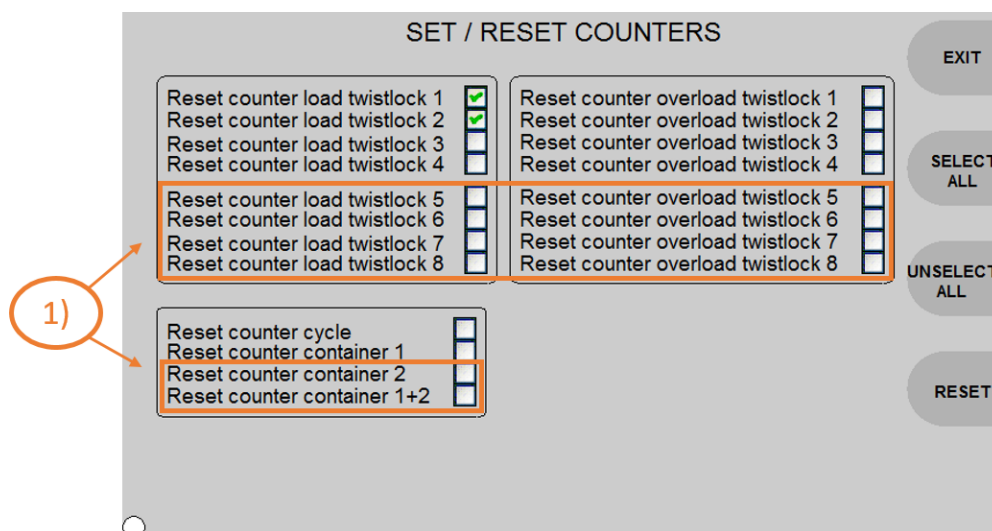 SET / RESET COUNTERS
EXIT
Reset counter load twistlock 1
Reset counter load twistlock 2
Reset counter load twistlock 3
Reset counter load twistlock 4
Reset counter load twistlock 5
Reset counter load twistlock 6
Reset counter load twistlock 7
Reset counter load twistlock 8
Reset counter overload twistlock 1
Reset counter overload twistlock 2
Reset counter overload twistlock 3
Reset counter overload twistlock 4
Reset counter overload twistlock 5
Reset counter overload twistlock 6
Reset counter overload twistlock 7
Reset counter overload twistlock 8
SELECT
ALL
UNSELECT
ALL
1)
Reset counter cycle
Reset counter container 1
Reset counter container 2
Reset counter container 1+2
RESET